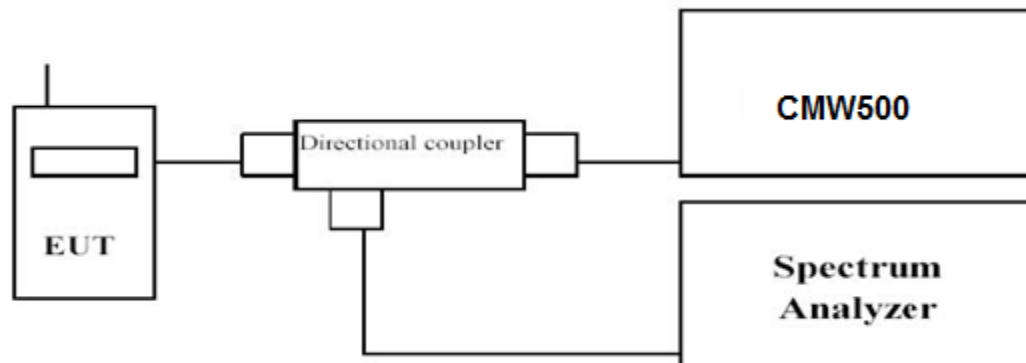 CMW500
Directional coupler
EUT
Spectrum
Analyzer